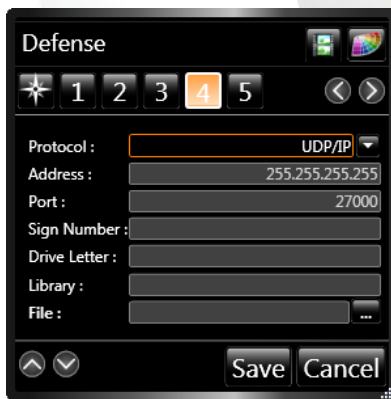 Defense
1 2 3 4 5
Protocol : UDP/IP
Address : 255.255.255.255
Port : 27000
Sign Number :
Drive Letter :
Library :
File : ...
Save Cancel